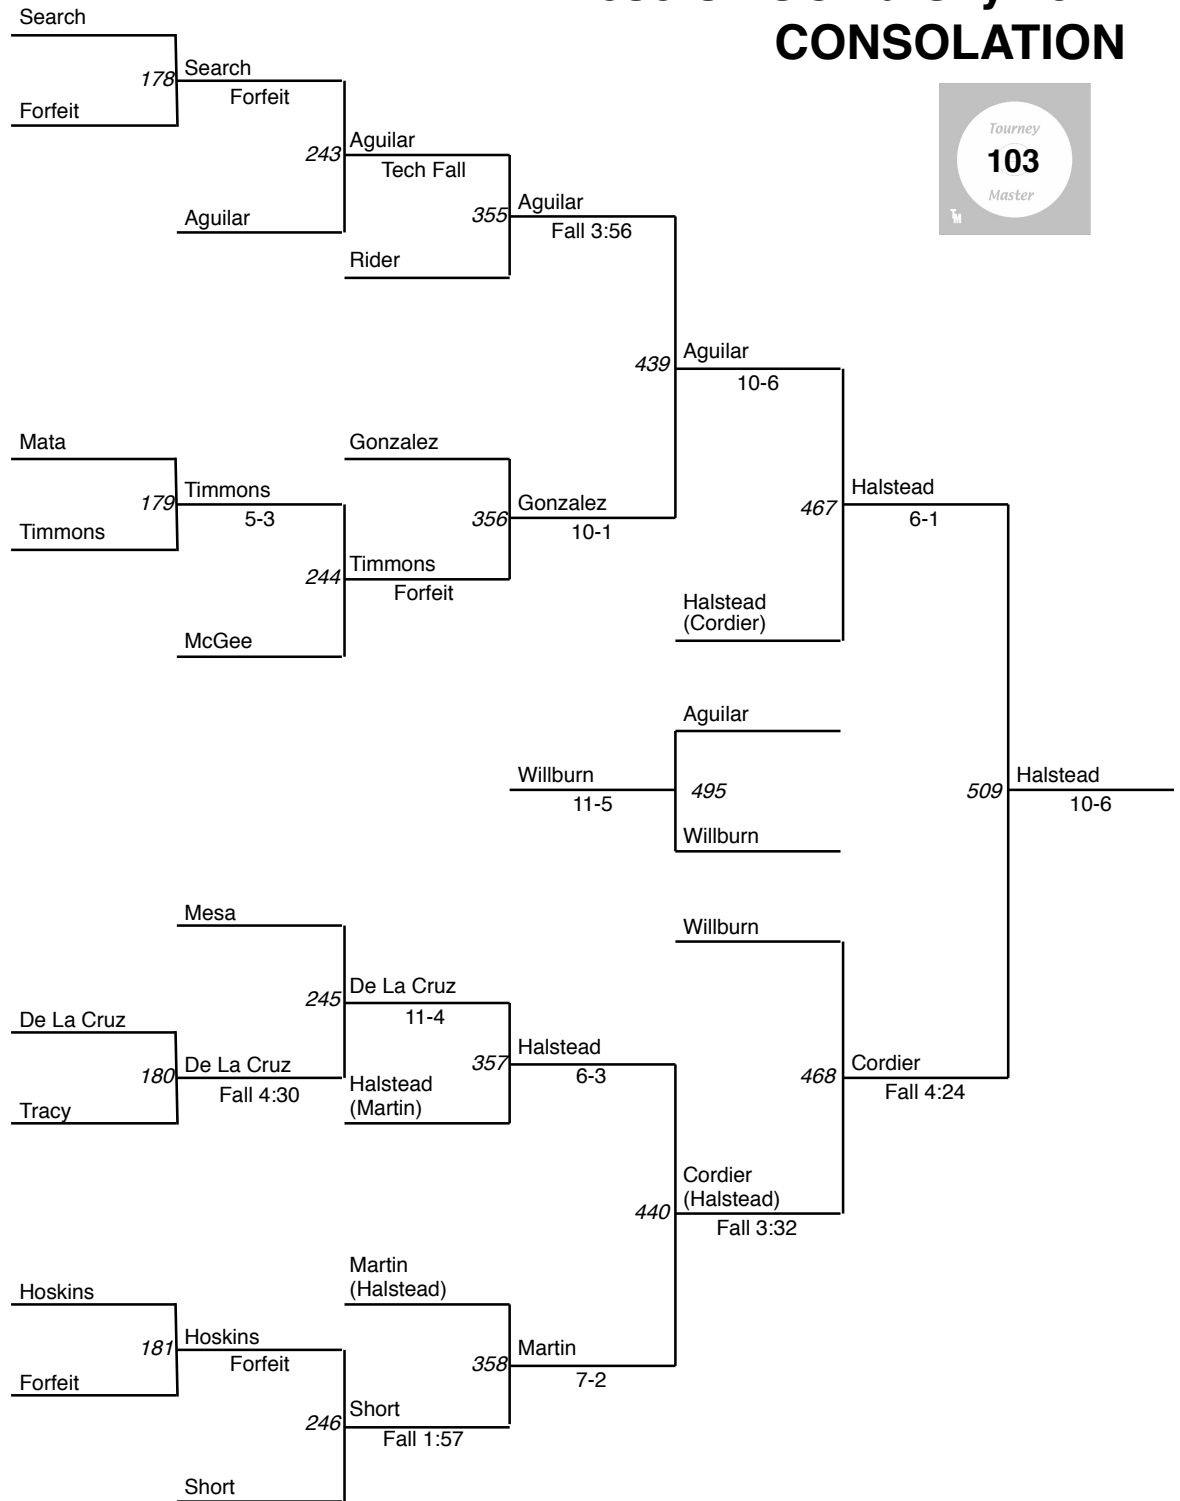 CONSOLATION
Tourney
103
Master
TM
Search
178
Search
Forfeit
Forfeit
243
Aguilar
Tech Fall
Aguilar
355
Aguilar
Fall 3:56
Rider
439
Aguilar
10-6
Mata
Gonzalez
179
Timmons
5-3
Timmons
356
Gonzalez
10-1
244
Timmons
Forfeit
McGee
467
Halstead
6-1
Halstead
(Cordier)
Aguilar
Willburn
11-5
495
Willburn
509
Halstead
10-6
Mesa
Willburn
245
De La Cruz
11-4
De La Cruz
180
De La Cruz
Fall 4:30
Tracy
357
Halstead
6-3
Halstead
(Martin)
468
Cordier
Fall 4:24
440
Cordier
(Halstead)
Fall 3:32
Martin
(Halstead)
Hoskins
181
Hoskins
Forfeit
Forfeit
358
Martin
7-2
246
Short
Fall 1:57
Short